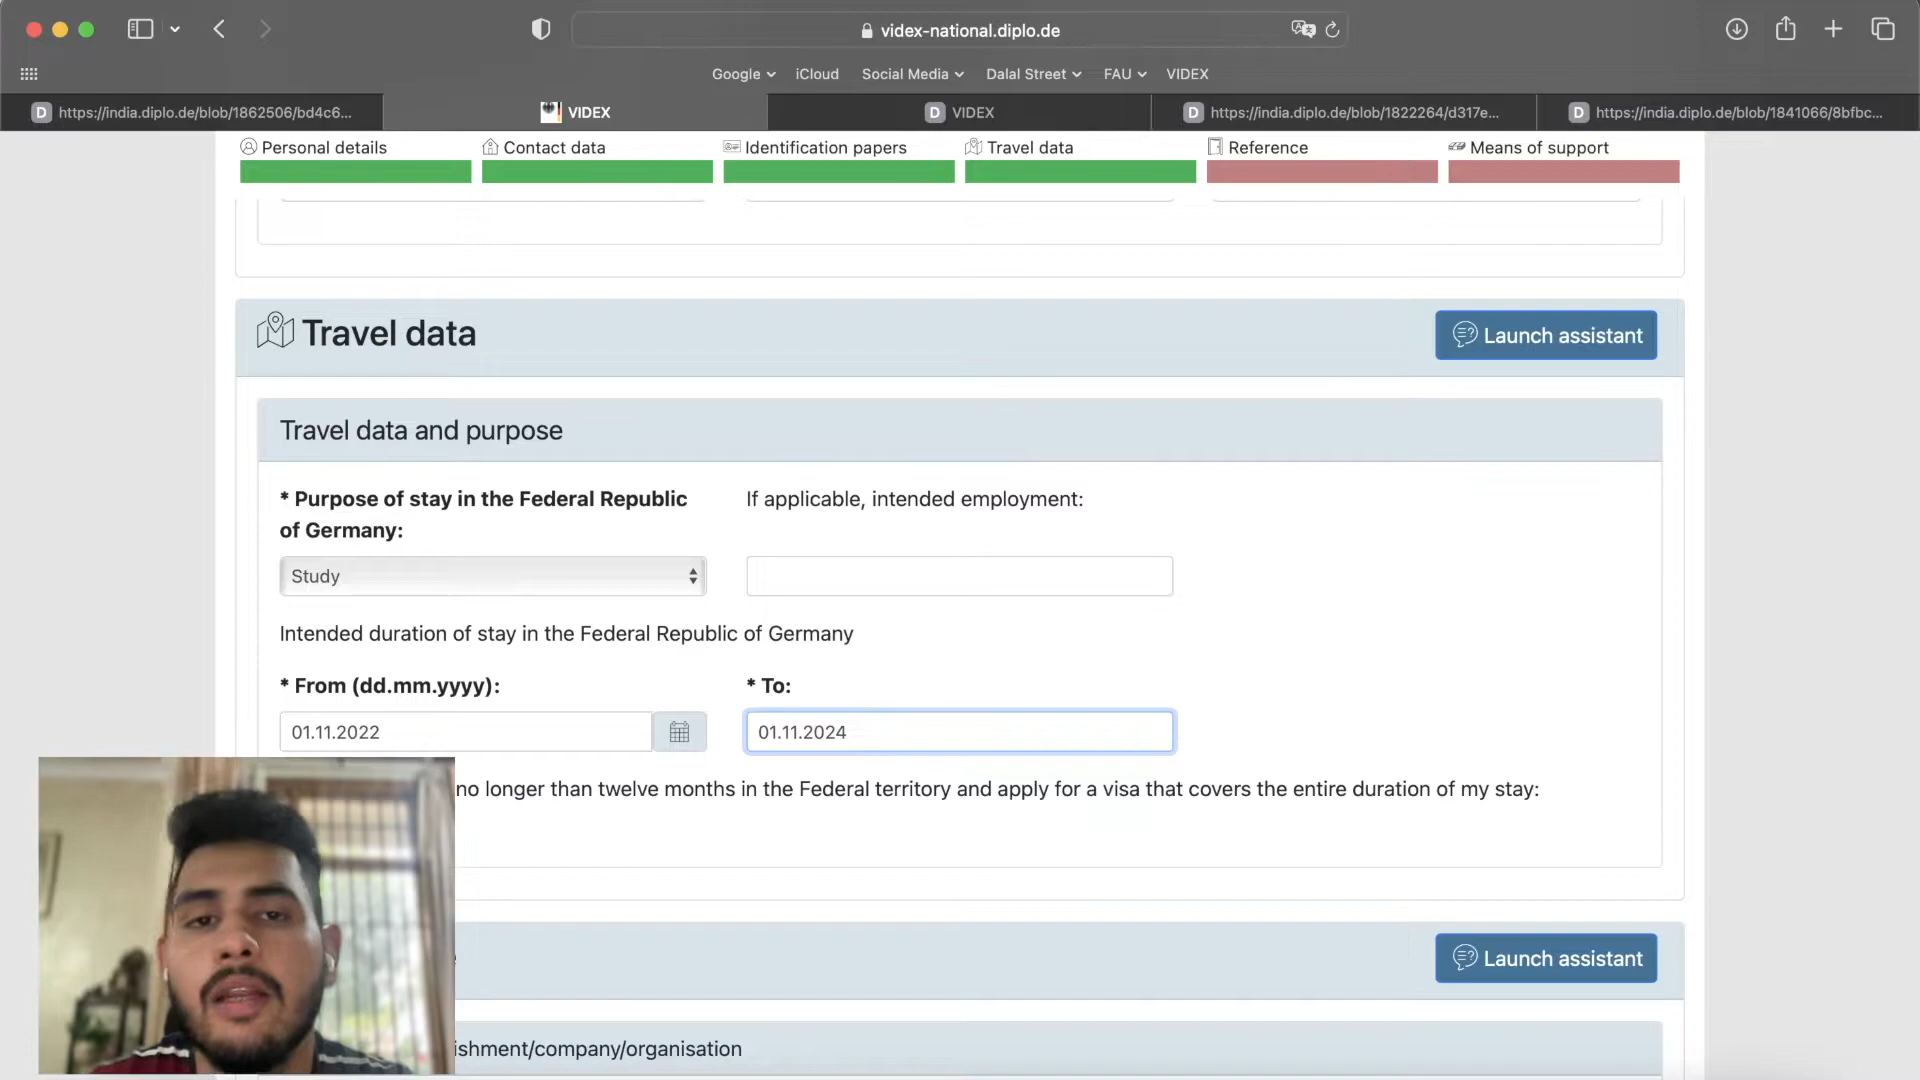 videx-national.diplo.de
Google iCloud Social Media Dalal Street FAU VIDEX
D https://india.diplo.de/blob/1862506/bd4c6... VIDEX D VIDEX D https://india.diplo.de/blob/1822264/d317e... D https://india.diplo.de/blob/1841066/8bfbc...
Personal details Contact data Identification papers Travel data Reference Means of support
Travel data
Launch assistant
Travel data and purpose
* Purpose of stay in the Federal Republic of Germany:
If applicable, intended employment:
Study
Intended duration of stay in the Federal Republic of Germany
* From (dd.mm.yyyy): * To:
01.11.2022 01.11.2024
no longer than twelve months in the Federal territory and apply for a visa that covers the entire duration of my stay:
Launch assistant
ishment/company/organisation